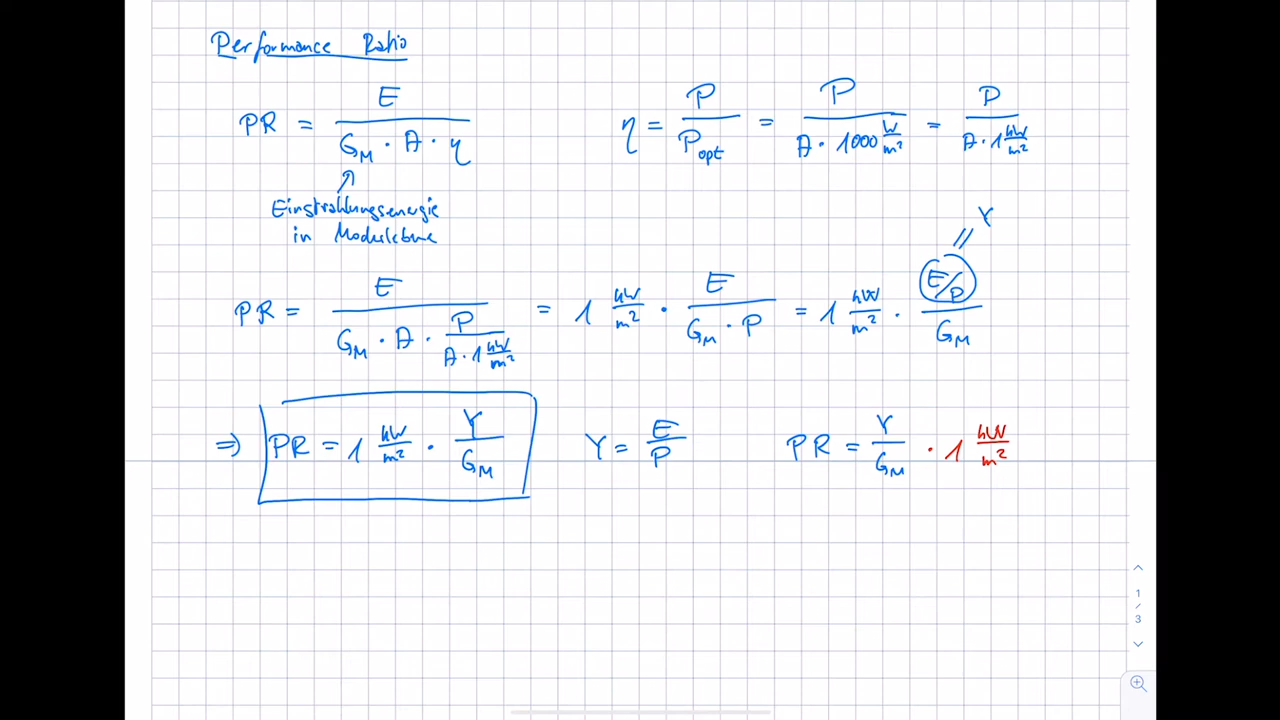 Performance Ratio
PR = E / (G_M · A · η)
η = P / P_opt = P / (A · 1000 W/m²) = P / (A · 1 kW/m²)
Einstrahlungsenergie
in Modulebene
Y
PR = E / (G_M · A · P / (A · 1 kW/m²)) = 1 kW/m² · E / (G_M · P) = 1 kW/m² · (E/P) / G_M
⇒ PR = 1 kW/m² · Y / G_M
Y = E / P
PR = Y / G_M · 1 kW/m²
1
/
3